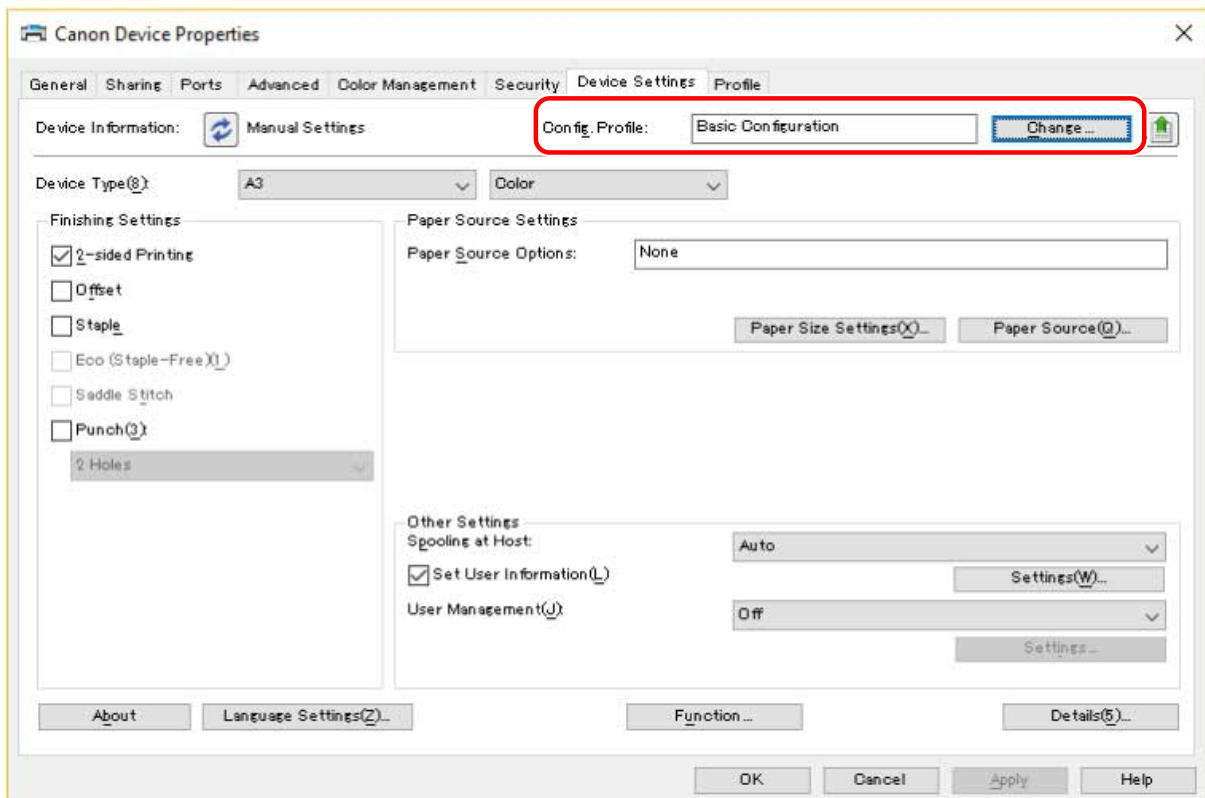 Canon Device Properties
General Sharing Ports Advanced Color Management Security Device Settings Profile
Device Information: Manual Settings Config. Profile: Basic Configuration Change...
Device Type(8): A3 Color
Finishing Settings
2-sided Printing
Offset
Staple
Eco (Staple-Free)(1)
Saddle Stitch
Punch(3):
2 Holes
Paper Source Settings
Paper Source Options: None
Paper Size Settings(X)... Paper Source(Q)...
Other Settings
Spooling at Host: Auto
Set User Information(L) Settings(W)...
User Management(J): Off
Settings...
About Language Settings(Z)... Function... Details(5)...
OK Cancel Apply Help